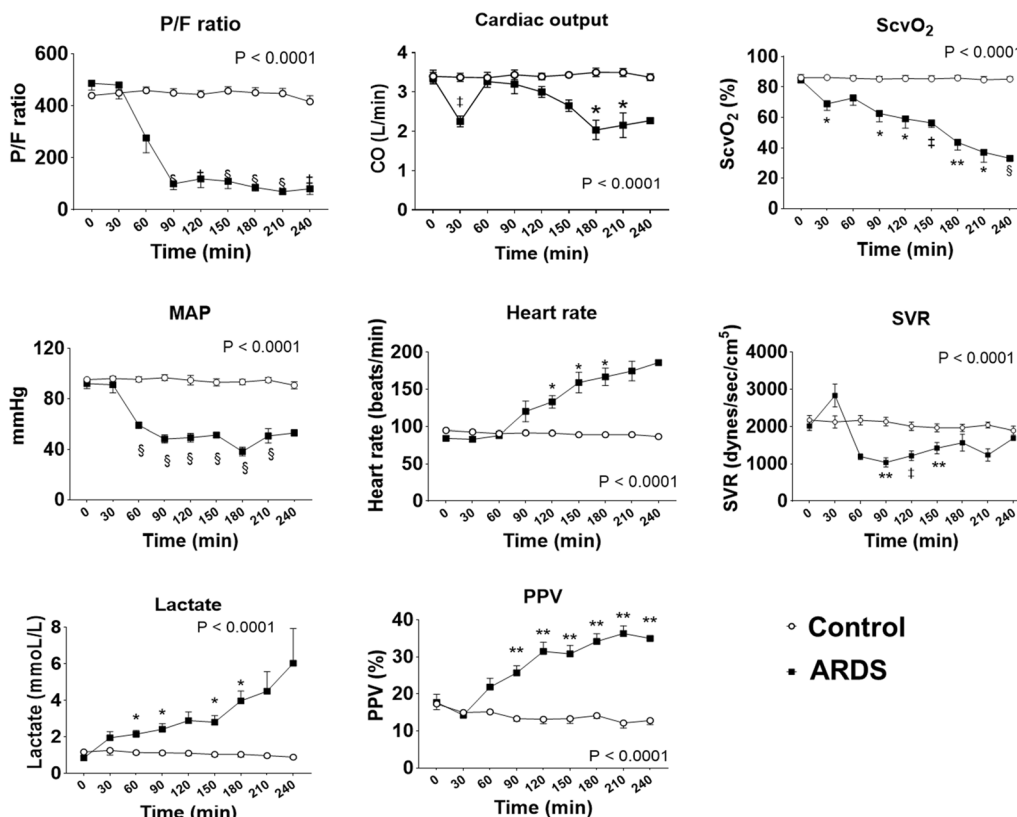 P/F ratio
P < 0.0001
P/F ratio
600
400
200
0
§ ‡ § § § ‡
0 30 60 90 120 150 180 210 240
Time (min)
Cardiac output
CO (L/min)
4
3
2
1
0
‡ * *
P < 0.0001
0 30 60 90 120 150 180 210 240
Time (min)
ScvO₂
P < 0.0001
ScvO₂ (%)
100
80
60
40
20
0
* * * ‡ ** * §
0 30 60 90 120 150 180 210 240
Time (min)
MAP
P < 0.0001
mmHg
120
80
40
0
§ § § § § §
0 30 60 90 120 150 180 210 240
Time (min)
Heart rate
Heart rate (beats/min)
200
150
100
50
0
* * *
P < 0.0001
0 30 60 90 120 150 180 210 240
Time (min)
SVR
P < 0.0001
SVR (dynes/sec/cm⁵)
4000
3000
2000
1000
0
** ‡ **
0 30 60 90 120 150 180 210 240
Time (min)
Lactate
P < 0.0001
Lactate (mmoL/L)
8
6
4
2
0
* * * *
0 30 60 90 120 150 180 210 240
Time (min)
PPV
PPV (%)
40
30
20
10
0
** ** ** ** ** **
P < 0.0001
0 30 60 90 120 150 180 210 240
Time (min)
Control
ARDS